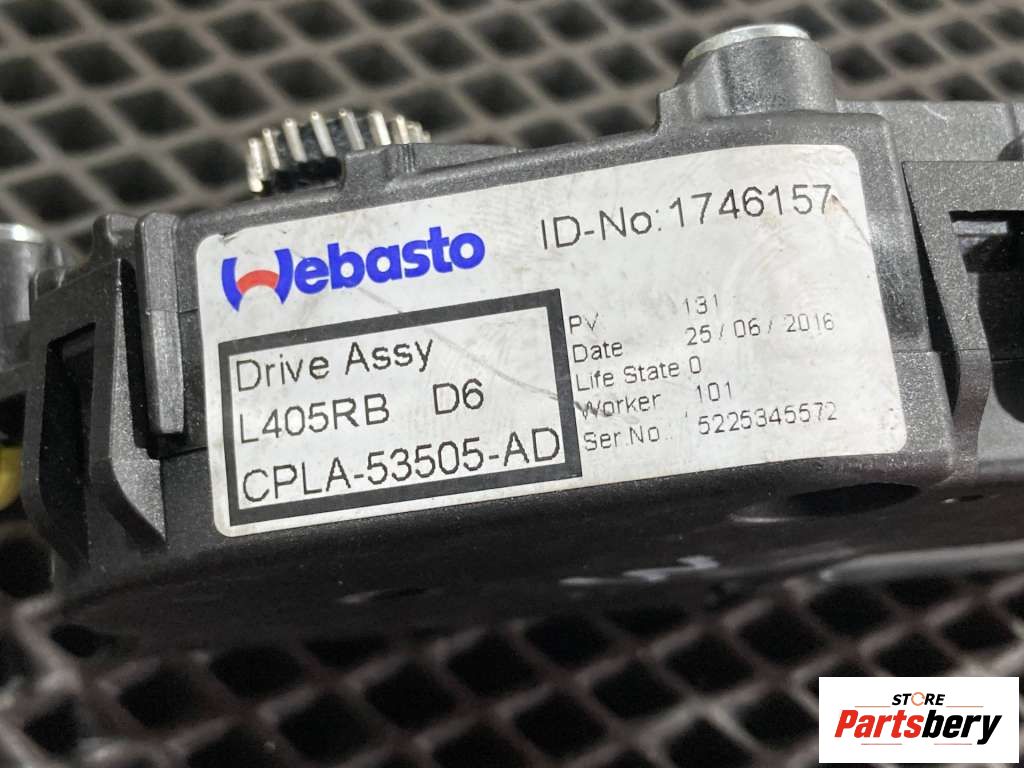 Webasto
ID-No: 1746157
Drive Assy
L405RB D6
CPLA-53505-AD
PV 131
Date 25/06/2016
Life State 0
Worker 101
Ser.No.: 5225345572
STORE
Partsbery